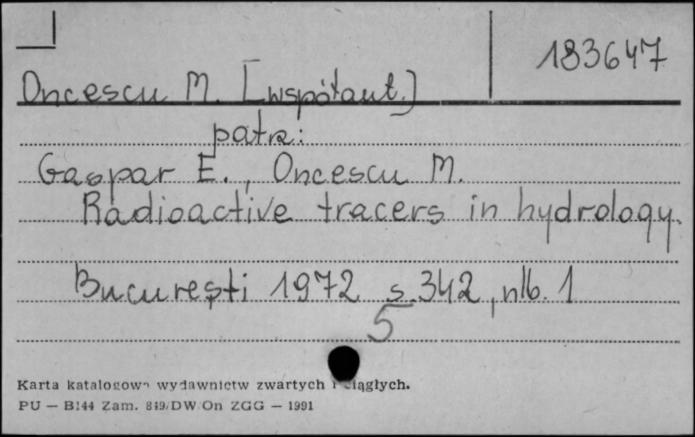 183647
Oncescu M. [współaut.]
patrz:
Gaspar E., Oncescu M.
Radioactive tracers in hydrology.
București 1972 s. 342, nlb. 1
5
Karta katalogowa wydawnictw zwartych i ciągłych.
PU — B144 Zam. 849/DW/On ZGG — 1991